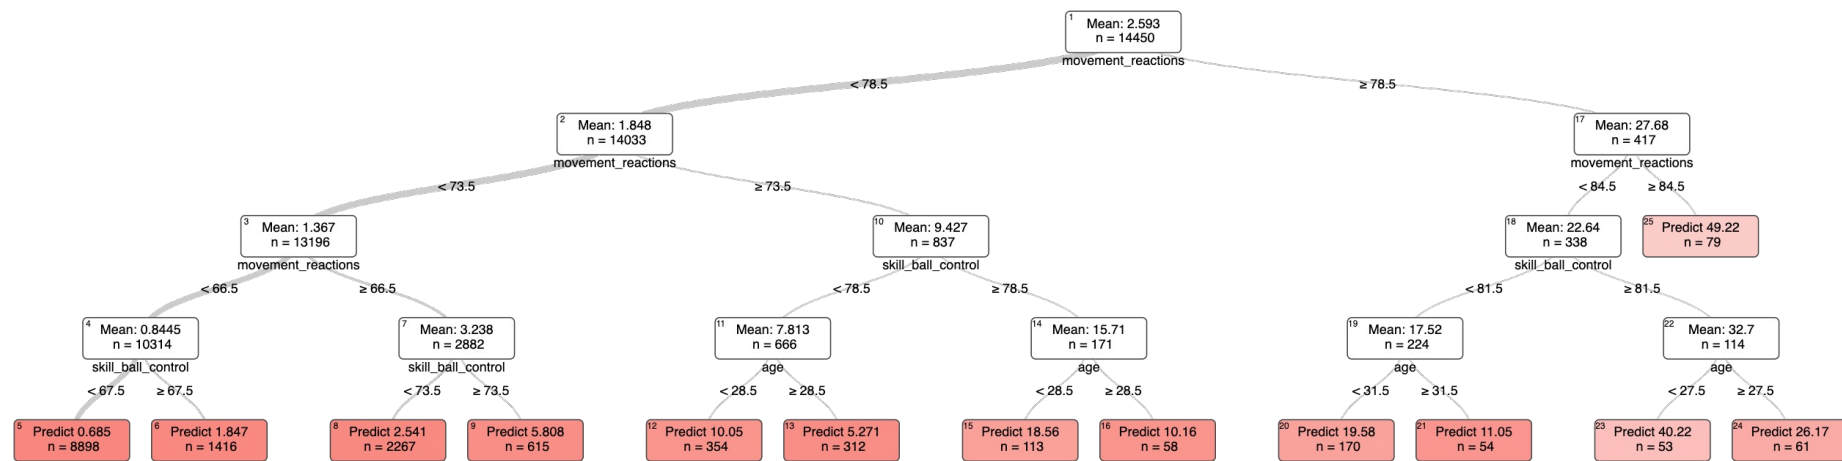 1 Mean: 2.593
n = 14450
movement_reactions
< 78.5 ≥ 78.5
2 Mean: 1.848
n = 14033
movement_reactions
17 Mean: 27.68
n = 417
movement_reactions
< 73.5 ≥ 73.5 < 84.5 ≥ 84.5
3 Mean: 1.367
n = 13196
movement_reactions
10 Mean: 9.427
n = 837
skill_ball_control
18 Mean: 22.64
n = 338
skill_ball_control
25 Predict 49.22
n = 79
< 66.5 ≥ 66.5 < 78.5 ≥ 78.5 < 81.5 ≥ 81.5
4 Mean: 0.8445
n = 10314
skill_ball_control
7 Mean: 3.238
n = 2882
skill_ball_control
11 Mean: 7.813
n = 666
age
14 Mean: 15.71
n = 171
age
19 Mean: 17.52
n = 224
age
22 Mean: 32.7
n = 114
age
< 67.5 ≥ 67.5 < 73.5 ≥ 73.5 < 28.5 ≥ 28.5 < 28.5 ≥ 28.5 < 31.5 ≥ 31.5 < 27.5 ≥ 27.5
5 Predict 0.685
n = 8898
6 Predict 1.847
n = 1416
8 Predict 2.541
n = 2267
9 Predict 5.808
n = 615
12 Predict 10.05
n = 354
13 Predict 5.271
n = 312
15 Predict 18.56
n = 113
16 Predict 10.16
n = 58
20 Predict 19.58
n = 170
21 Predict 11.05
n = 54
23 Predict 40.22
n = 53
24 Predict 26.17
n = 61